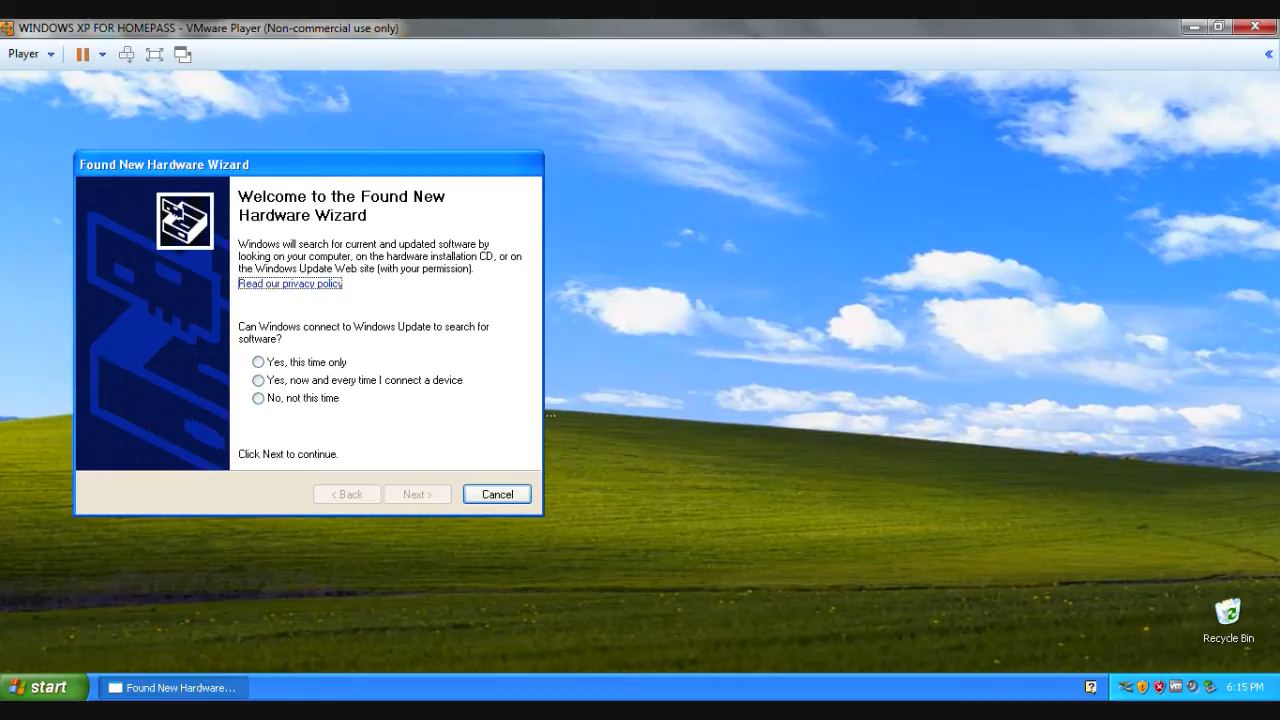 WINDOWS XP FOR HOMEPASS - VMware Player (Non-commercial use only)
Player
Found New Hardware Wizard
Welcome to the Found New
Hardware Wizard
Windows will search for current and updated software by
looking on your computer, on the hardware installation CD, or on
the Windows Update Web site (with your permission).
Read our privacy policy
Can Windows connect to Windows Update to search for
software?
Yes, this time only
Yes, now and every time I connect a device
No, not this time
Click Next to continue.
< Back
Next >
Cancel
Recycle Bin
start
Found New Hardware...
6:15 PM